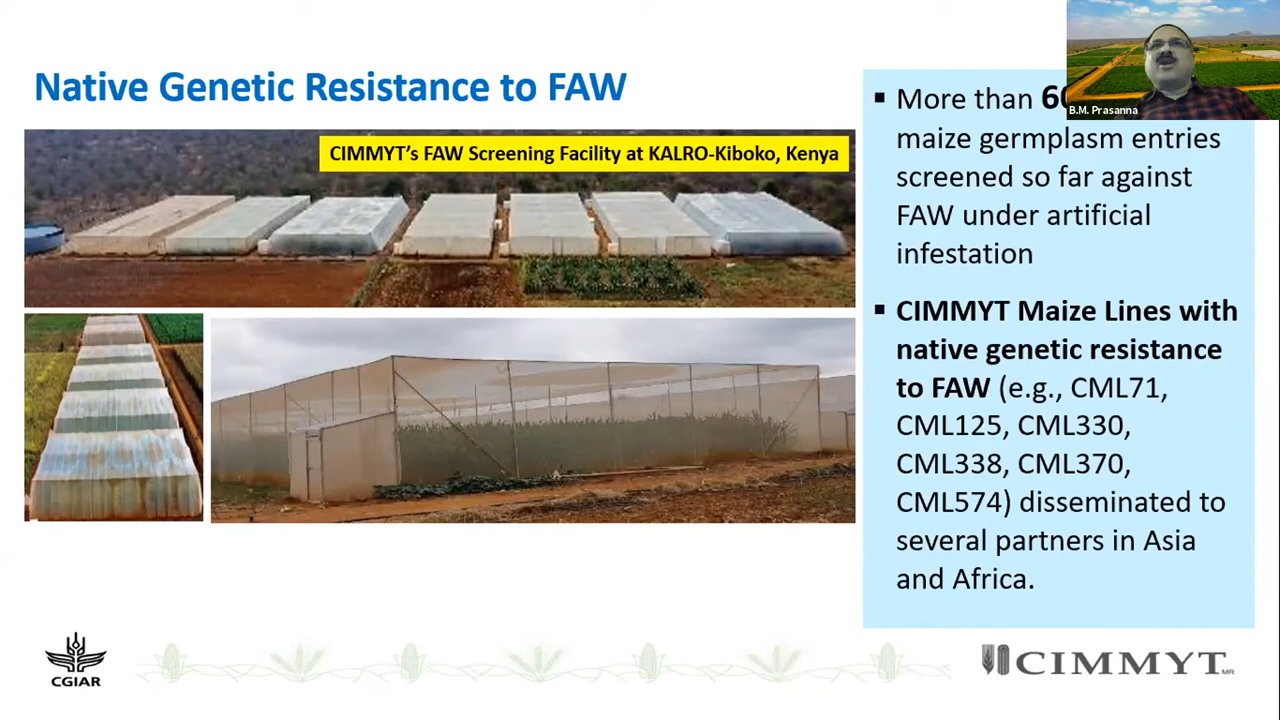 Native Genetic Resistance to FAW
CIMMYT's FAW Screening Facility at KALRO-Kiboko, Kenya
B.M. Prasanna
▪ More than
maize germplasm entries
screened so far against
FAW under artificial
infestation
▪ CIMMYT Maize Lines with
native genetic resistance
to FAW (e.g., CML71,
CML125, CML330,
CML338, CML370,
CML574) disseminated to
several partners in Asia
and Africa.
CGIAR
CIMMYT